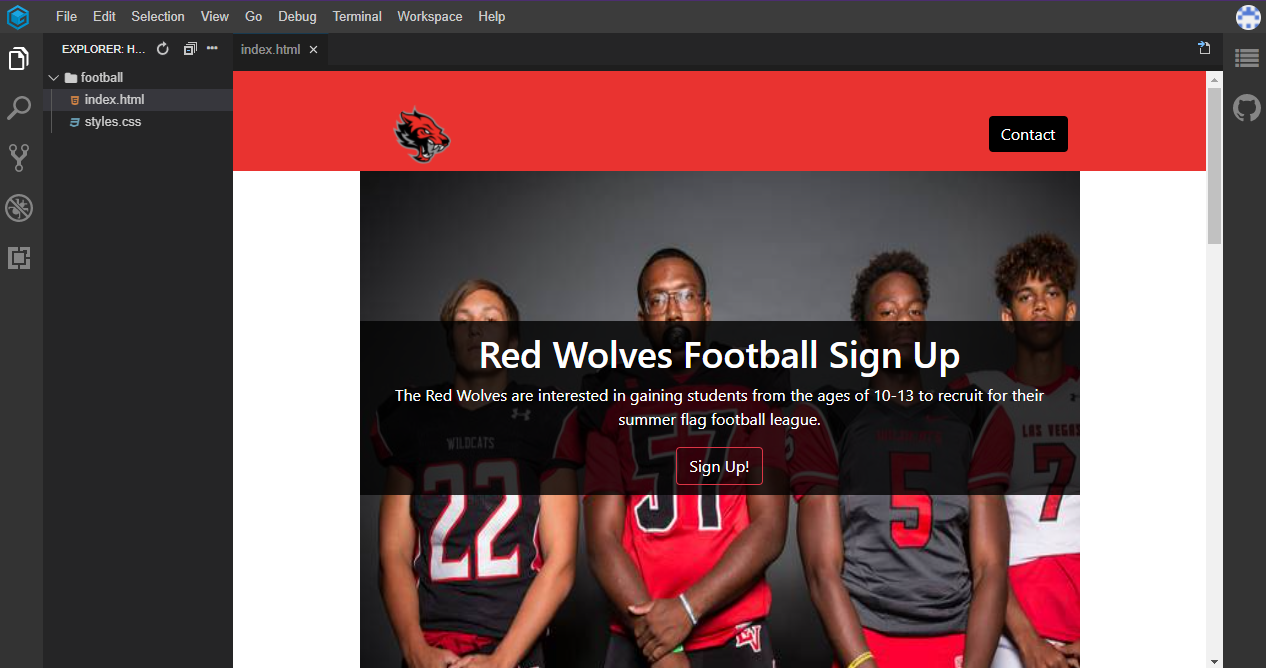 File Edit Selection View Go Debug Terminal Workspace Help
EXPLORER: H...
index.html
football
index.html
styles.css
Contact
Red Wolves Football Sign Up
The Red Wolves are interested in gaining students from the ages of 10-13 to recruit for their
summer flag football league.
Sign Up!
WILDCATS
22
57
5
LAS VEGAS
7
LV